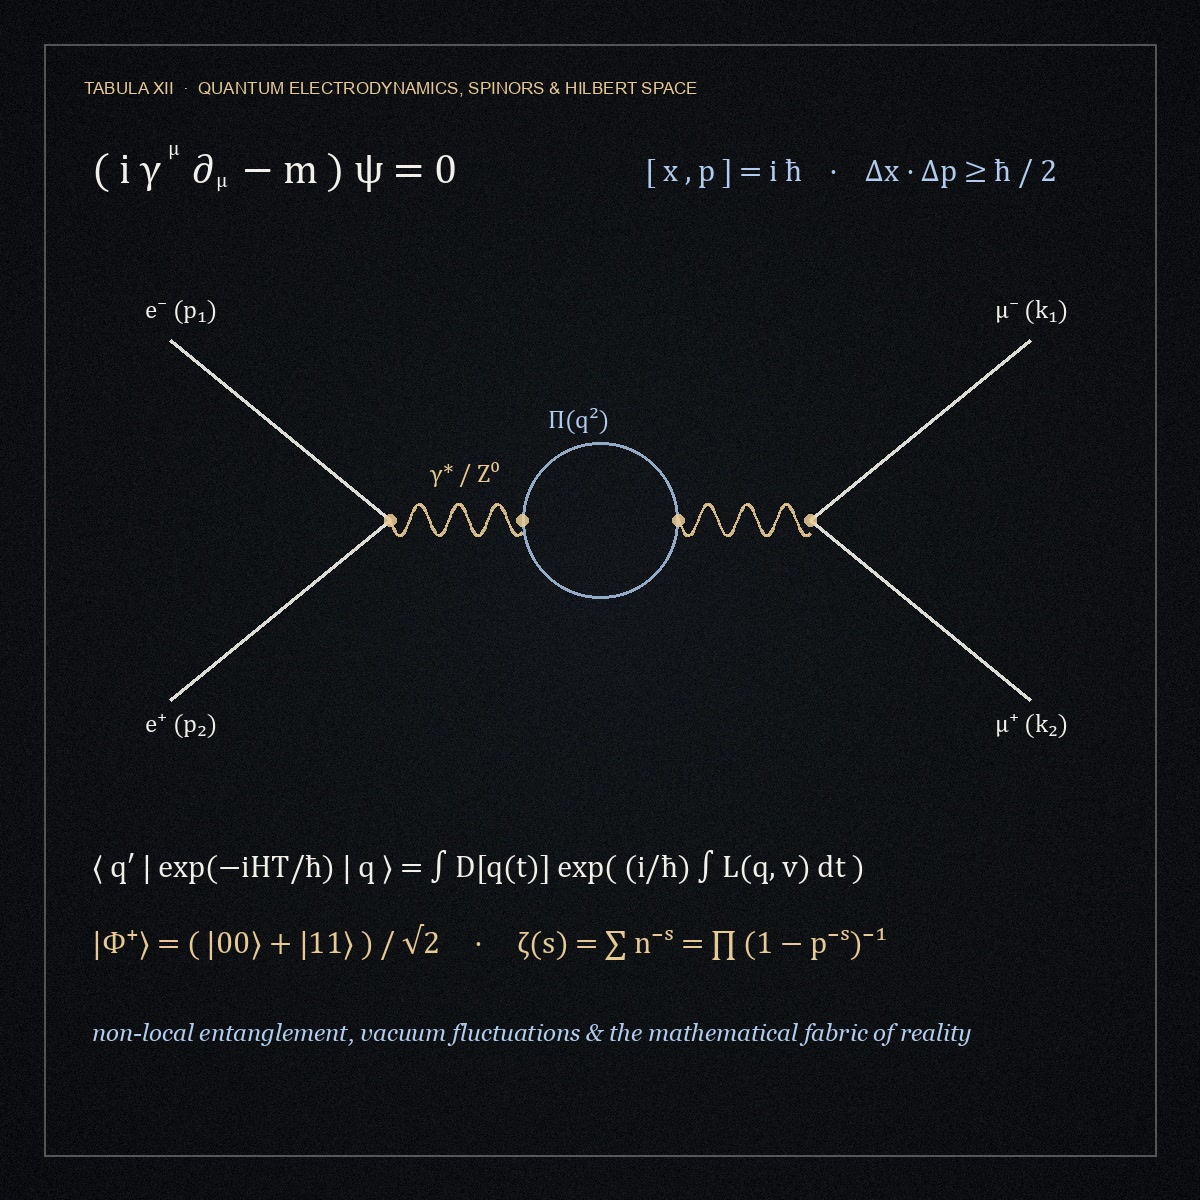 TABULA XII · QUANTUM ELECTRODYNAMICS, SPINORS & HILBERT SPACE
( i γ^μ ∂_μ − m ) ψ = 0
[ x , p ] = i ħ · Δx · Δp ≥ ħ / 2
e⁻ (p₁)
μ⁻ (k₁)
Π(q²)
γ* / Z⁰
e⁺ (p₂)
μ⁺ (k₂)
⟨ q′ | exp(−iHT/ħ) | q ⟩ = ∫ D[q(t)] exp( (i/ħ) ∫ L(q, v) dt )
|Φ⁺⟩ = ( |00⟩ + |11⟩ ) / √2 · ζ(s) = ∑ n⁻ˢ = ∏ (1 − p⁻ˢ)⁻¹
non-local entanglement, vacuum fluctuations & the mathematical fabric of reality